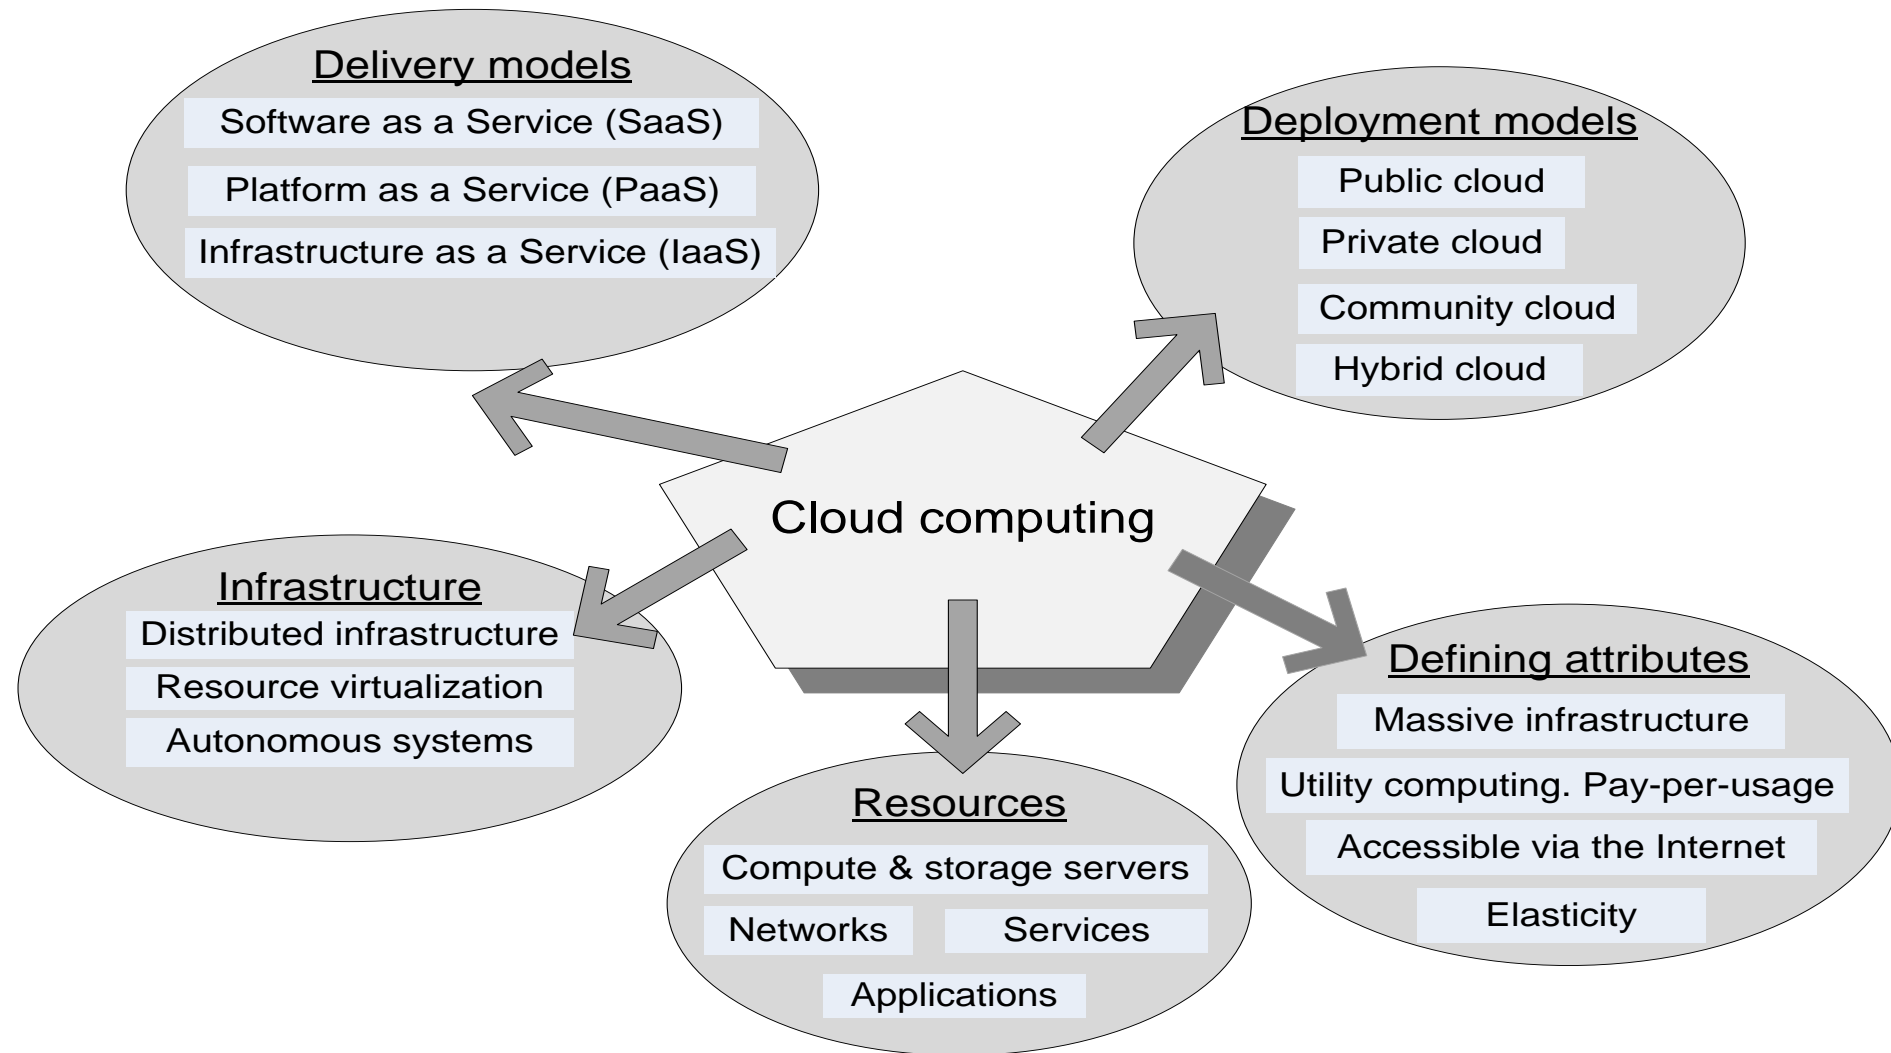 Delivery models
Software as a Service (SaaS)
Platform as a Service (PaaS)
Infrastructure as a Service (IaaS)
Deployment models
Public cloud
Private cloud
Community cloud
Hybrid cloud
Cloud computing
Infrastructure
Distributed infrastructure
Resource virtualization
Autonomous systems
Resources
Compute & storage servers
Networks
Services
Applications
Defining attributes
Massive infrastructure
Utility computing. Pay-per-usage
Accessible via the Internet
Elasticity